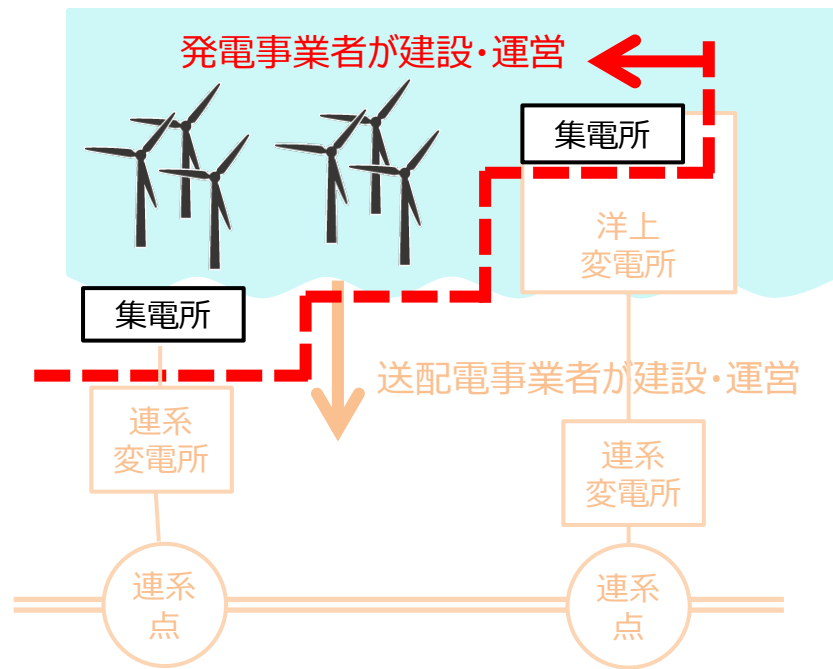 発電事業者が建設・運営
集電所
洋上
変電所
集電所
送配電事業者が建設・運営
連系
変電所
連系
変電所
連系
点
連系
点